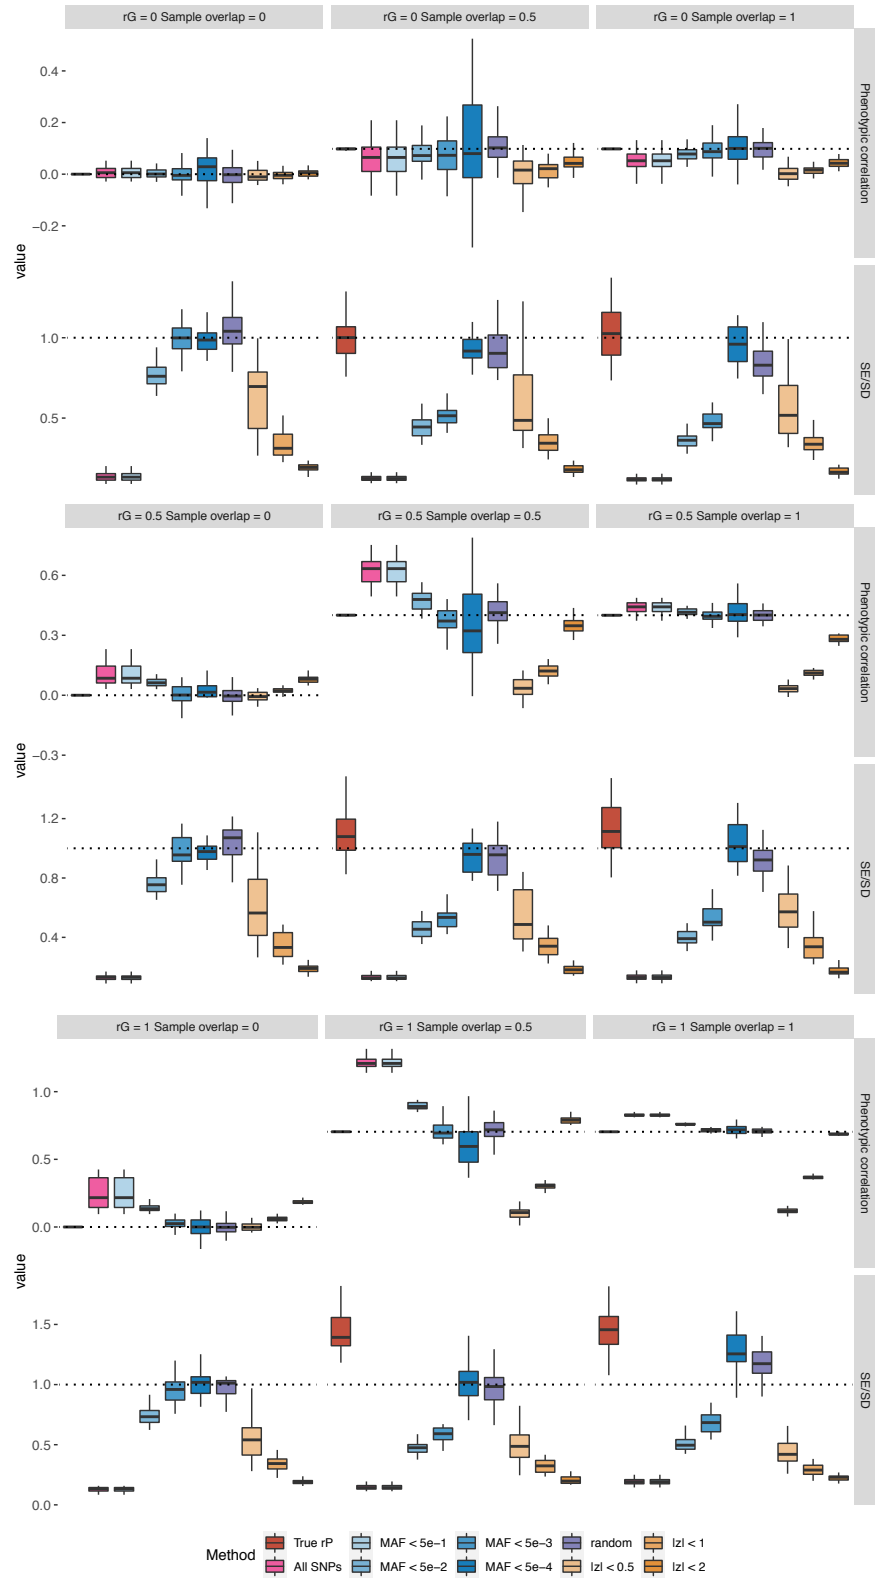 rG = 0 Sample overlap = 0
rG = 0 Sample overlap = 0.5
rG = 0 Sample overlap = 1
0.4
0.2
0.0
−0.2
Phenotypic correlation
value
1.0
0.5
SE/SD
rG = 0.5 Sample overlap = 0
rG = 0.5 Sample overlap = 0.5
rG = 0.5 Sample overlap = 1
0.6
0.3
0.0
−0.3
Phenotypic correlation
value
1.2
0.8
0.4
SE/SD
rG = 1 Sample overlap = 0
rG = 1 Sample overlap = 0.5
rG = 1 Sample overlap = 1
1.0
0.5
0.0
Phenotypic correlation
value
1.5
1.0
0.5
0.0
SE/SD
Method
True rP
MAF < 5e−1
MAF < 5e−3
random
|z| < 1
All SNPs
MAF < 5e−2
MAF < 5e−4
|z| < 0.5
|z| < 2